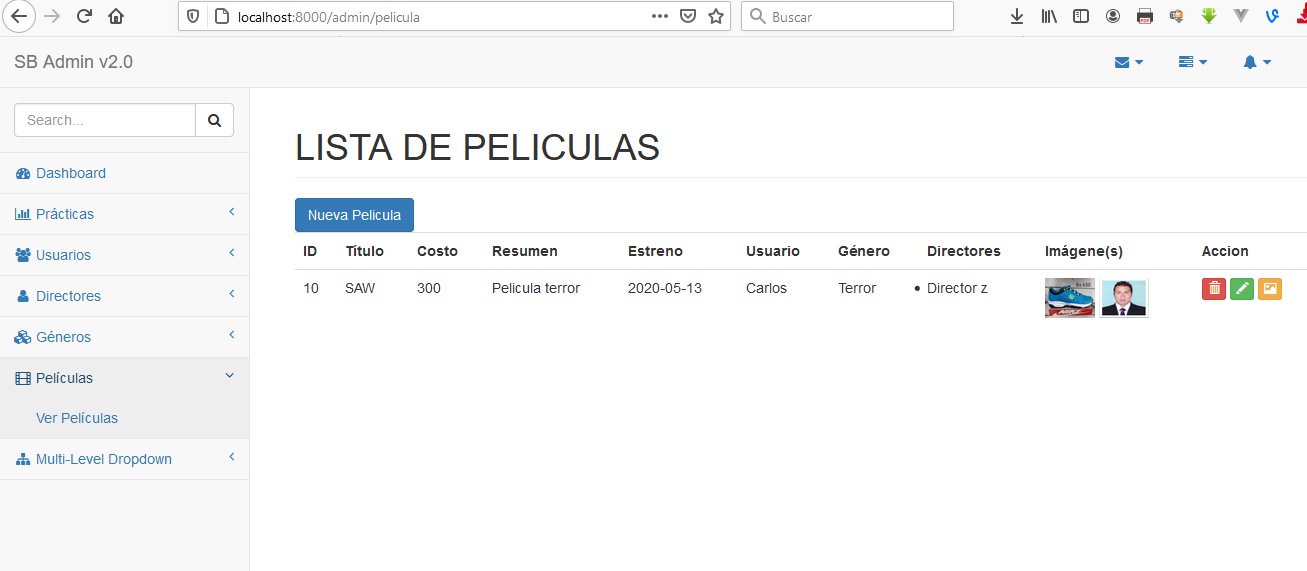 localhost:8000/admin/pelicula
Buscar
SB Admin v2.0
Search...
Dashboard
Prácticas
Usuarios
Directores
Géneros
Películas
Ver Películas
Multi-Level Dropdown
LISTA DE PELICULAS
Nueva Pelicula
ID Título Costo Resumen Estreno Usuario Género Directores Imágene(s) Accion
10 SAW 300 Pelicula terror 2020-05-13 Carlos Terror • Director z
NIKE